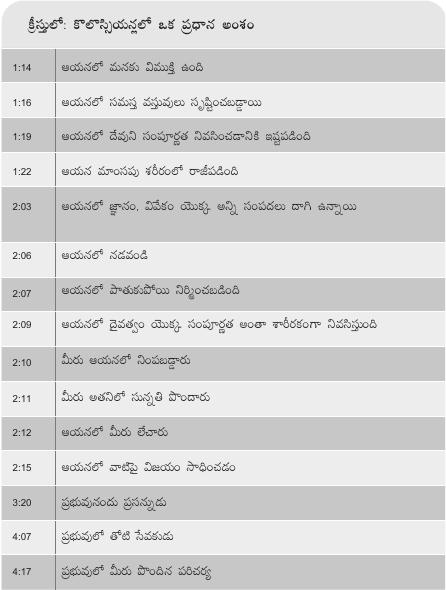 క్రీస్తులో: కొలొస్సియన్లలో ఒక ప్రధాన అంశం
1:14 ఆయనలో మనకు విముక్తి ఉంది
1:16 ఆయనలో సమస్త వస్తువులు సృష్టించబడ్డాయి
1:19 ఆయనలో దేవుని సంపూర్ణత నివసించడానికి ఇష్టపడింది
1:22 ఆయన మాంసపు శరీరంలో రాజీపడింది
2:03 ఆయనలో జ్ఞానం, వివేకం యొక్క అన్ని సంపదలు దాగి ఉన్నాయి
2:06 ఆయనలో నడవండి
2:07 ఆయనలో పాతుకుపోయి నిర్మించబడింది
2:09 ఆయనలో దైవత్వం యొక్క సంపూర్ణత అంతా శారీరకంగా నివసిస్తుంది
2:10 మీరు ఆయనలో నింపబడ్డారు
2:11 మీరు అతనిలో సున్నతి పొందారు
2:12 ఆయనలో మీరు లేచారు
2:15 ఆయనలో వాటిపై విజయం సాధించడం
3:20 ప్రభువునందు ప్రసన్నుడు
4:07 ప్రభువులో తోటి సేవకుడు
4:17 ప్రభువులో మీరు పొందిన పరిచర్య